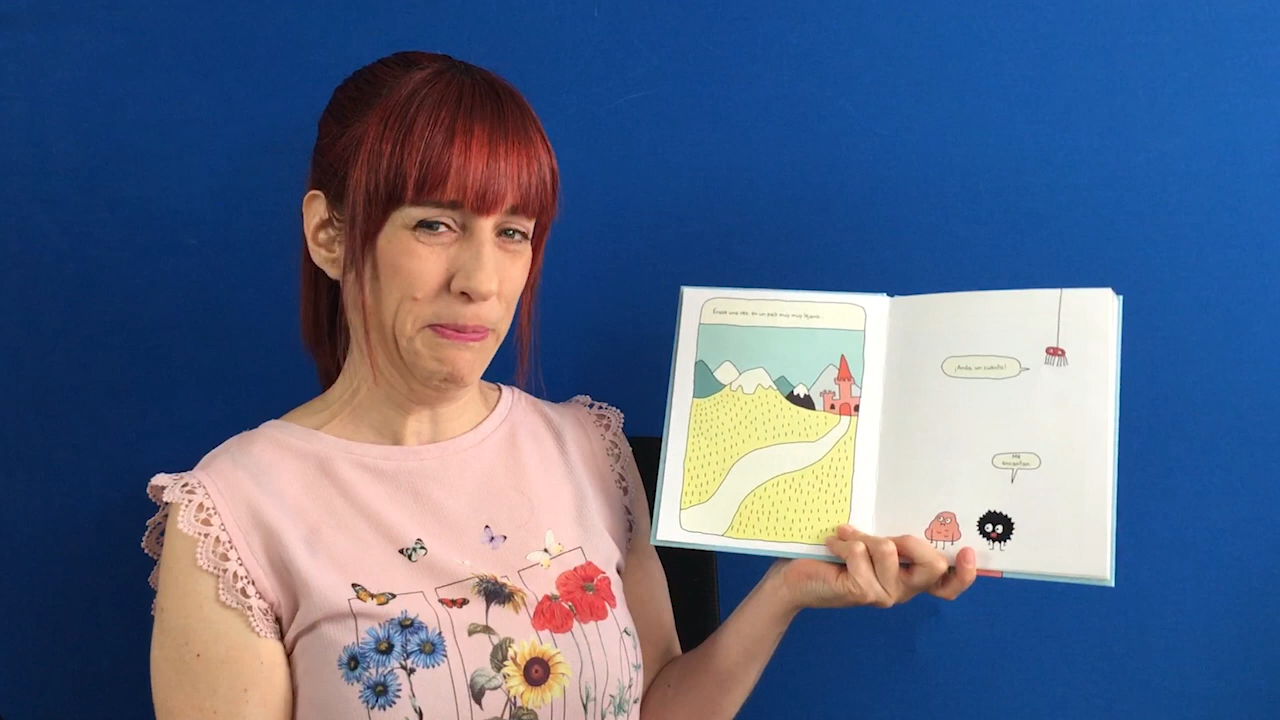 Érase una vez, en un país muy muy lejano...
¡Anda, un cuento!
Me
encantan.